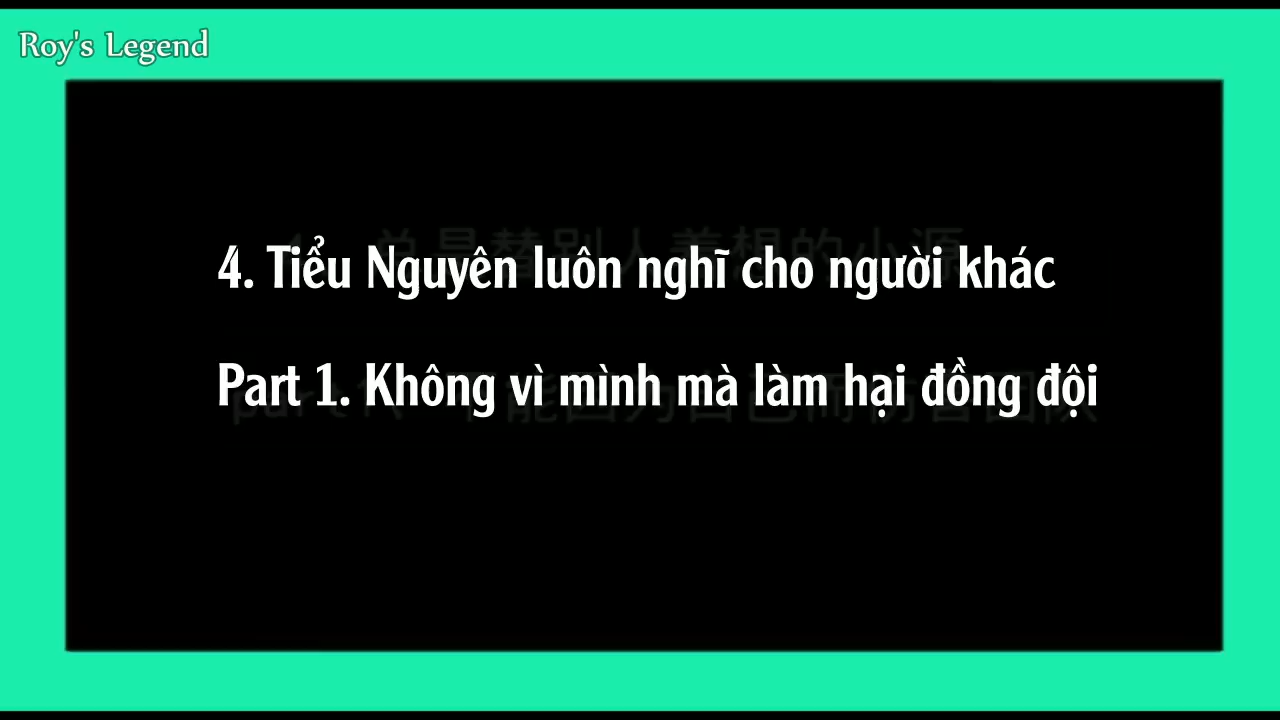 Roy's Legend
4. Tiểu Nguyên luôn nghĩ cho người khác
Part 1. Không vì mình mà làm hại đồng đội